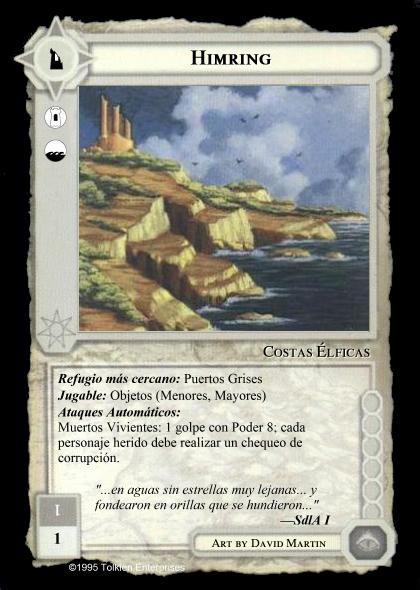 HIMRING
COSTAS ÉLFICAS
Refugio más cercano: Puertos Grises
Jugable: Objetos (Menores, Mayores)
Ataques Automáticos:
Muertos Vivientes: 1 golpe con Poder 8; cada
personaje herido debe realizar un chequeo de
corrupción.
"...en aguas sin estrellas muy lejanas... y
fondearon en orillas que se hundieron..."
—SdlA I
I
1
ART BY DAVID MARTIN
©1995 Tolkien Enterprises